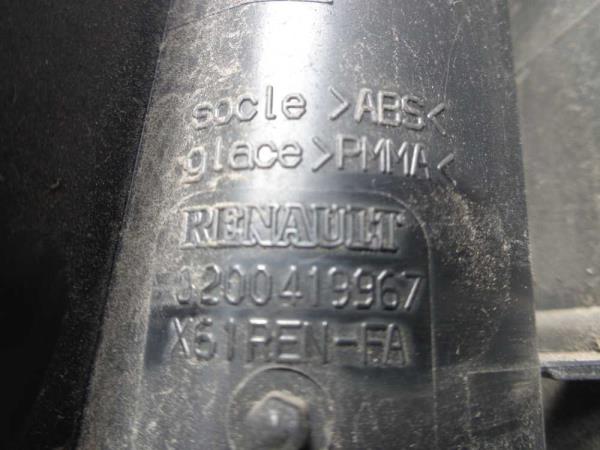 socle >ABS<
glace >PMMA<
RENAULT
8200419967
X61REN-FA